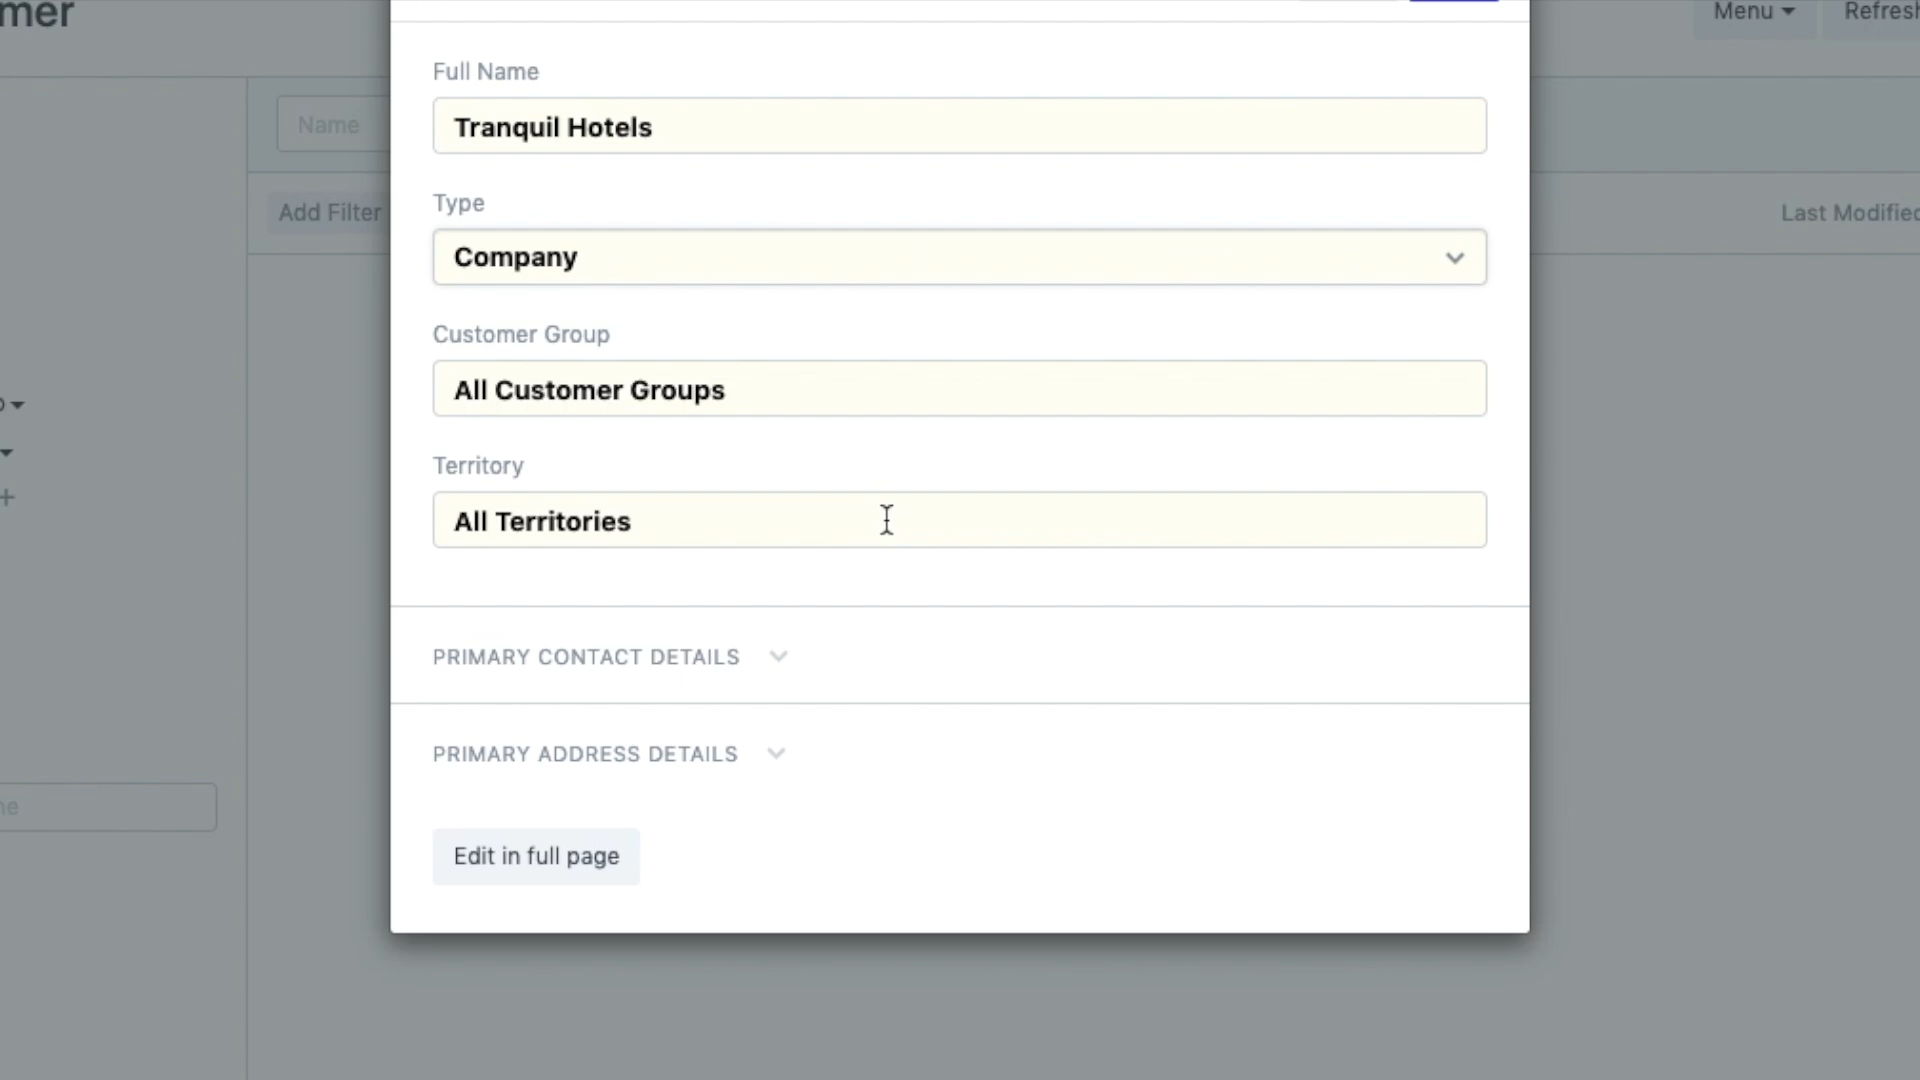 mer
Menu
Refresh
Full Name
Name
Tranquil Hotels
Type
Add Filter
Last Modified
Company
Customer Group
All Customer Groups
Territory
All Territories
PRIMARY CONTACT DETAILS
PRIMARY ADDRESS DETAILS
Edit in full page